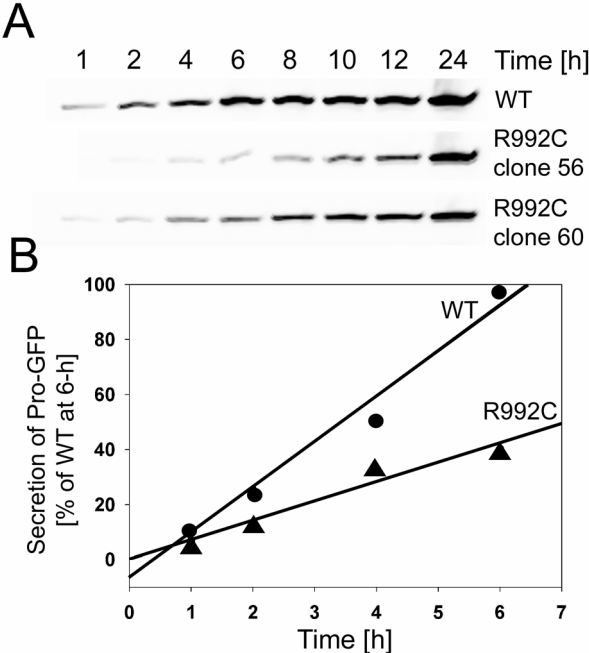 A
1 2 4 6 8 10 12 24 Time [h]
WT
R992C
clone 56
R992C
clone 60
B
Secretion of Pro-GFP
[% of WT at 6-h]
100
80
60
40
20
0
WT
R992C
0 1 2 3 4 5 6 7
Time [h]